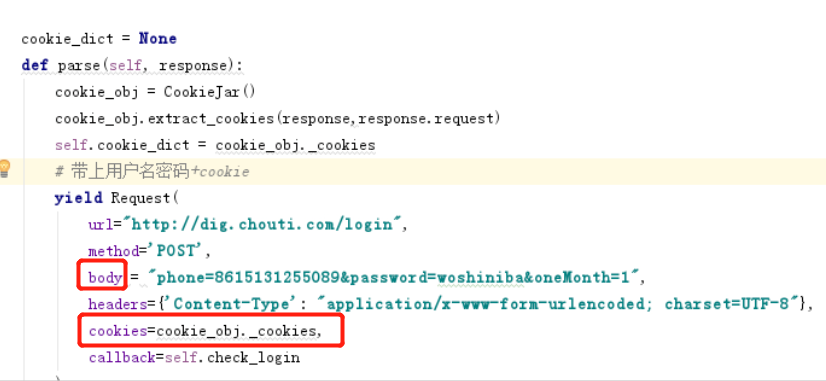 cookie_dict = None
def parse(self, response):
cookie_obj = CookieJar()
cookie_obj.extract_cookies(response,response.request)
self.cookie_dict = cookie_obj._cookies
# 带上用户名密码+cookie
yield Request(
url="http://dig.chouti.com/login",
method='POST',
body = "phone=8615131255089&password=woshiniba&oneMonth=1",
headers={'Content-Type': "application/x-www-form-urlencoded; charset=UTF-8"},
cookies=cookie_obj._cookies,
callback=self.check_login